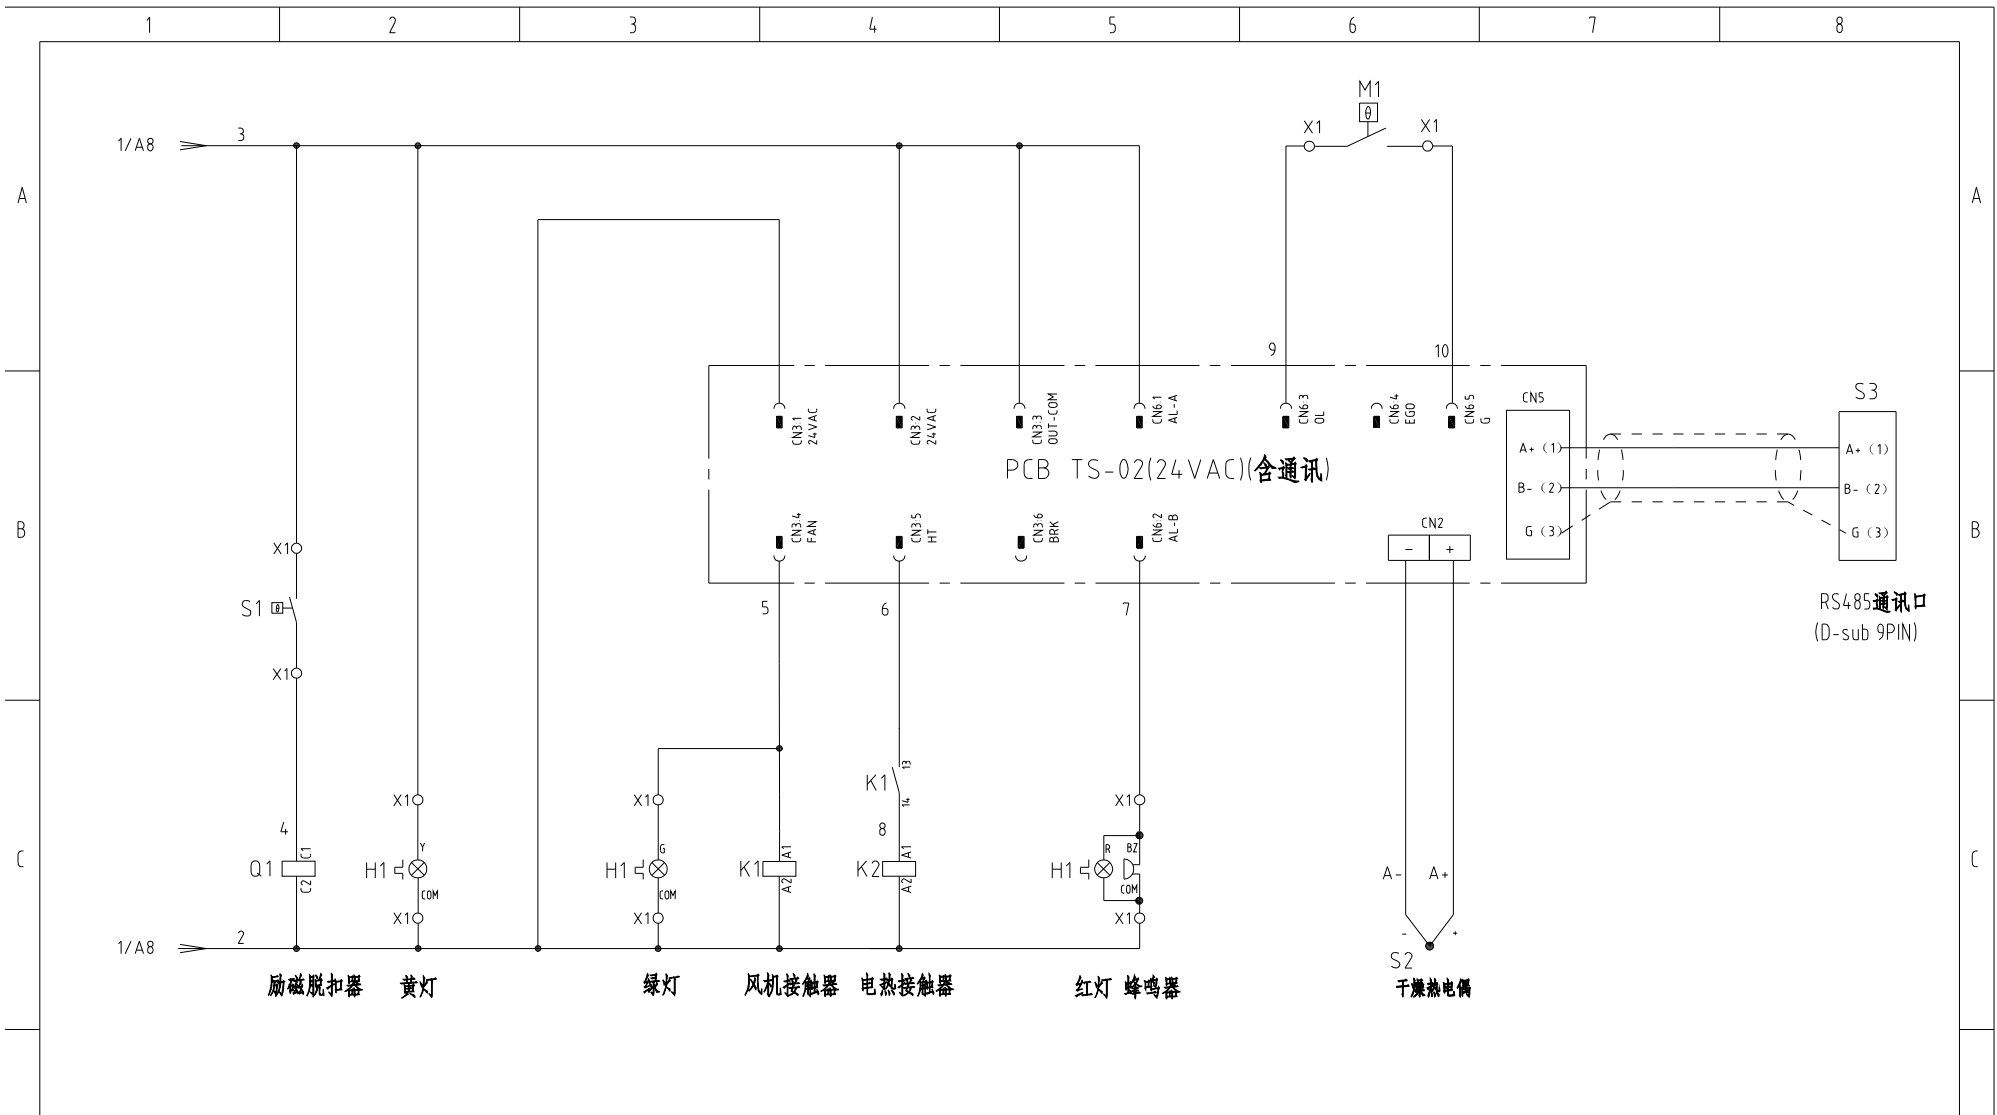 1 2 3 4 5 6 7 8
M1
θ
X1 X1
1/A8 3
A A
9 10
CN3:1
24VAC
CN3:2
24VAC
CN3:3
OUT-COM
CN6:1
AL-A
CN6:3
OL
CN6:4
EGO
CN6:5
G
CN5
S3
A+ (1) A+ (1)
PCB TS-02(24VAC)(含通讯)
B- (2) B- (2)
CN3:4
FAN
CN3:5
HT
CN3:6
BRK
CN6:2
AL-B
CN2
- +
G (3) G (3)
B B
X1
S1 θ
5 6 7
RS485通讯口
(D-sub 9PIN)
X1
K1 13 14
X1 X1 X1
4 8
C C
Q1 C1 C2
H1 Y COM
H1 G COM
K1 A1 A2
K2 A1 A2
H1 R BZ COM
A- A+
X1 X1 X1
1/A8 2
- +
S2
励磁脱扣器 黄灯 绿灯 风机接触器 电热接触器 红灯 蜂鸣器 干燥热电偶